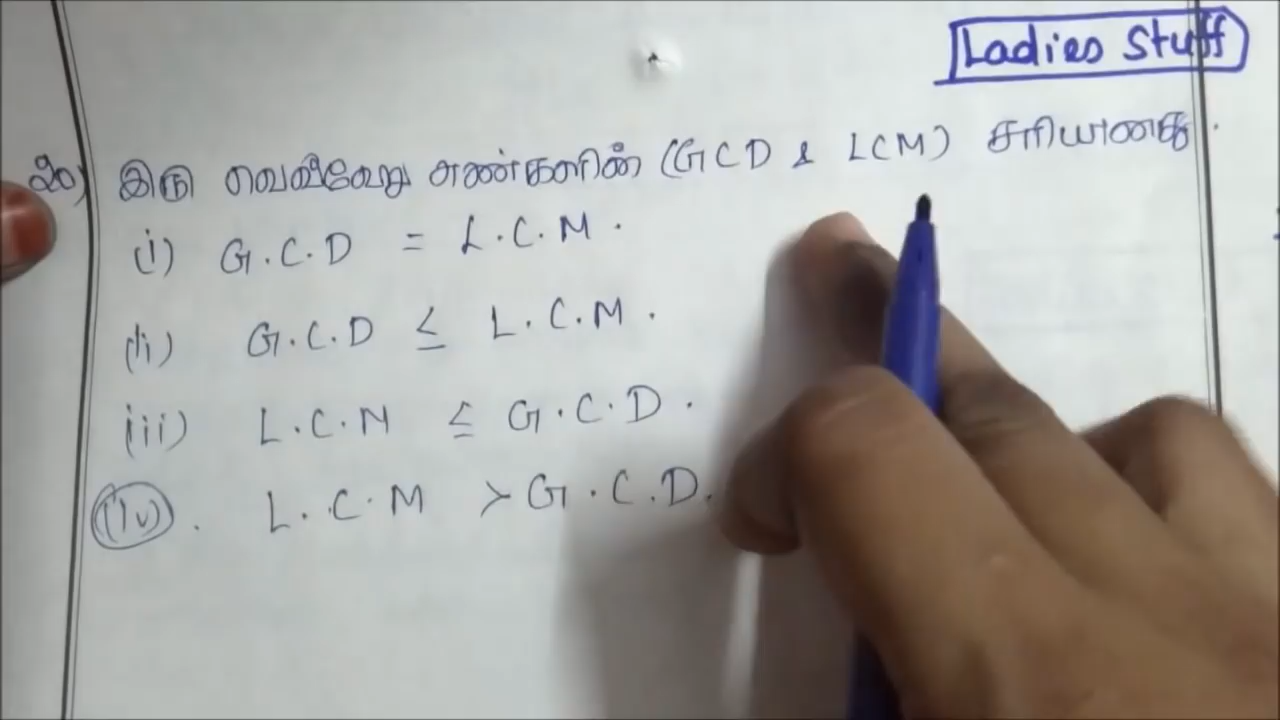 Ladies Stuff
20) இரு வெவ்வேறு எண்களின் (GCD & LCM) சரியானது.
(i) G.C.D = L.C.M.
(ii) G.C.D ≤ L.C.M.
(iii) L.C.M ≤ G.C.D.
(iv). L.C.M > G.C.D.